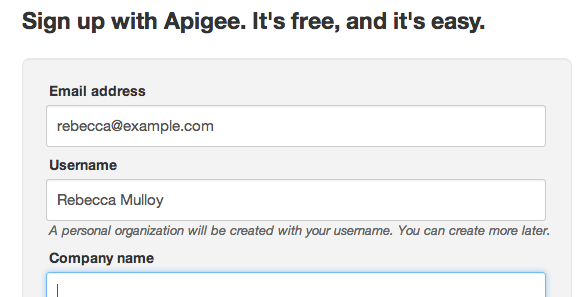 Sign up with Apigee. It's free, and it's easy.
Email address
rebecca@example.com
Username
Rebecca Mulloy
A personal organization will be created with your username. You can create more later.
Company name